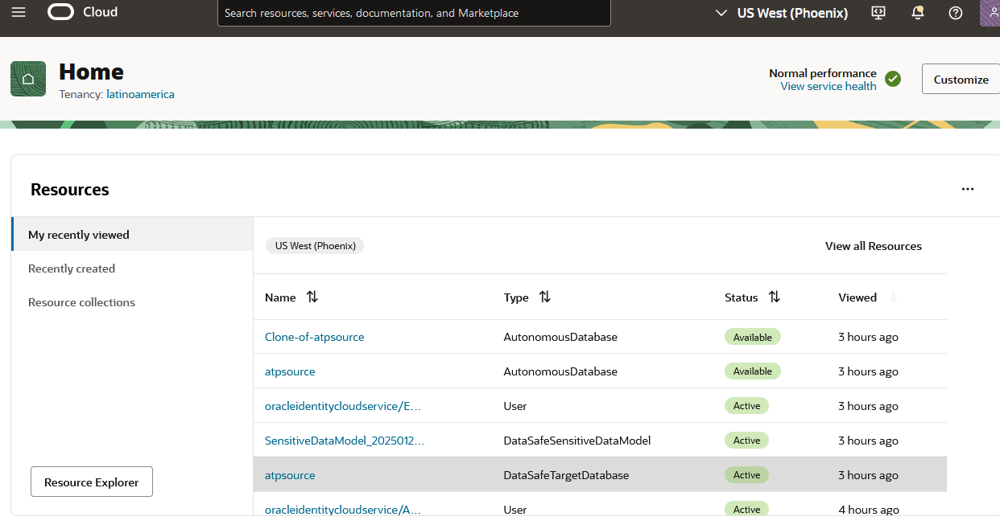 Cloud
Search resources, services, documentation, and Marketplace
US West (Phoenix)
Home
Tenancy: latinoamerica
Normal performance
View service health
Customize
Resources
My recently viewed
Recently created
Resource collections
Resource Explorer
US West (Phoenix)
View all Resources
Name Type Status Viewed
Clone-of-atpsource AutonomousDatabase Available 3 hours ago
atpsource AutonomousDatabase Available 3 hours ago
oracleidentitycloudservice/E... User Active 3 hours ago
SensitiveDataModel_2025012... DataSafeSensitiveDataModel Active 3 hours ago
atpsource DataSafeTargetDatabase Active 3 hours ago
oracleidentitycloudservice/A... User Active 4 hours ago